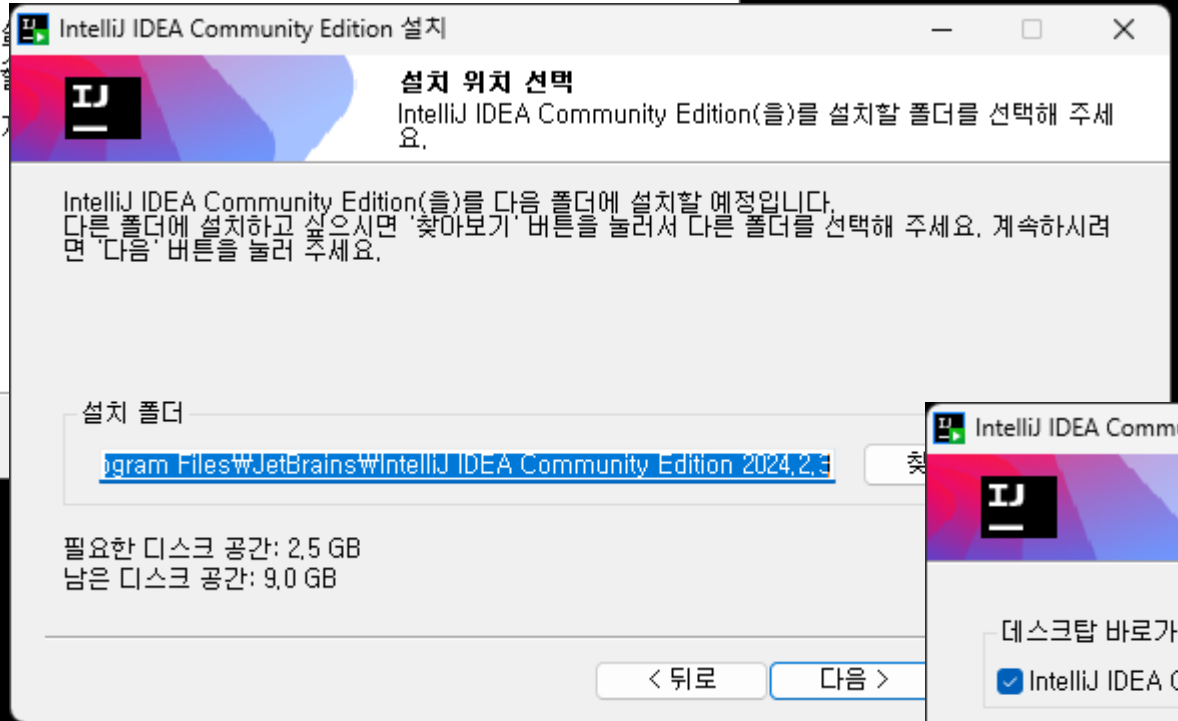 IntelliJ IDEA Community Edition 설치
IJ
설치 위치 선택
IntelliJ IDEA Community Edition(을)를 설치할 폴더를 선택해 주세
요.
IntelliJ IDEA Community Edition(을)를 다음 폴더에 설치할 예정입니다.
다른 폴더에 설치하고 싶으시면 '찾아보기' 버튼을 눌러서 다른 폴더를 선택해 주세요. 계속하시려
면 '다음' 버튼을 눌러 주세요.
설치 폴더
ogram Files₩JetBrains₩IntelliJ IDEA Community Edition 2024.2.3
찾
필요한 디스크 공간: 2.5 GB
남은 디스크 공간: 9.0 GB
< 뒤로
다음 >
IntelliJ IDEA Comm
IJ
데스크탑 바로가
IntelliJ IDEA